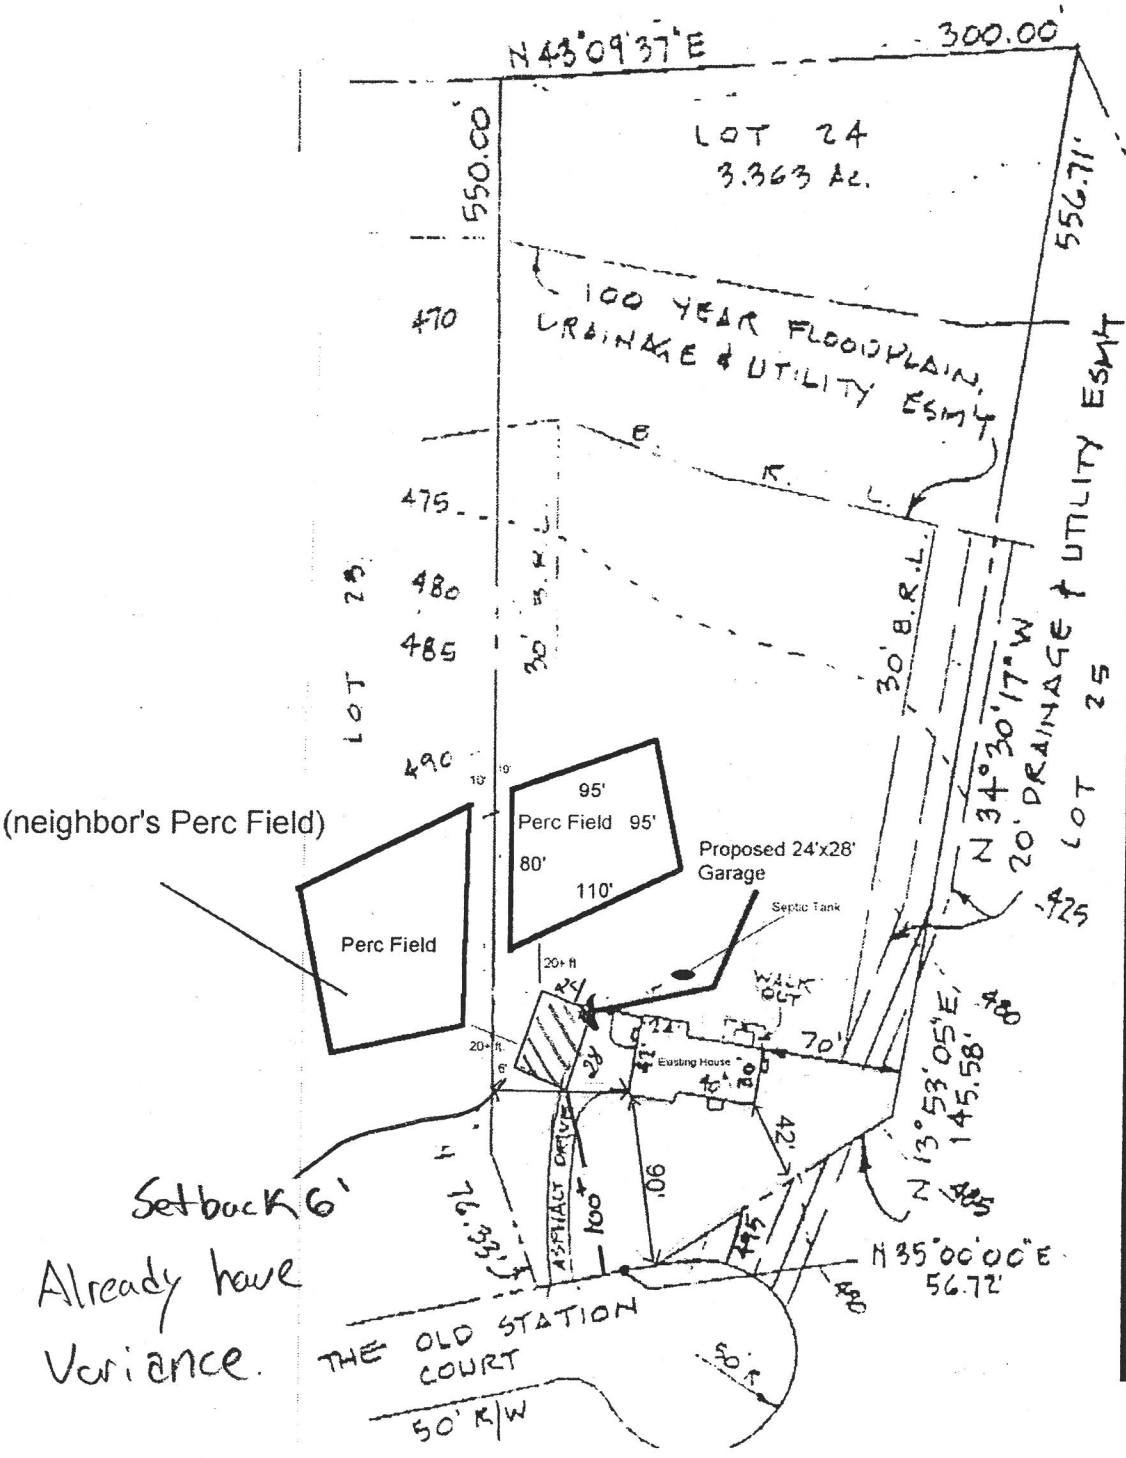 N 43°09'37"E
300.00'
550.00
LOT 24
3.363 Ac.
556.71'
470
100 YEAR FLOODPLAIN,
DRAINAGE & UTILITY ESMT
B. R. L.
475
480
485
30' B.R.L.
30' B.R.L.
LOT 25
20' DRAINAGE & UTILITY ESMT
N 34°30'17"W
LOT
490
10'
10'
(neighbor's Perc Field)
95'
Perc Field 95'
80'
110'
Proposed 24'x28'
Garage
Septic Tank
Perc Field
20+ ft
24
WALK
OUT
425
480
20+ ft.
28
Existing House
40'
70'
6'
N 13°53'05"E,
145.58'
42'
90'
ASPHALT DRIVE
100'
76.33'
Setback 6'
Already have
Variance.
495
485
N 35°00'00"E
56.72'
480
THE OLD STATION
COURT
50' R/W
50'